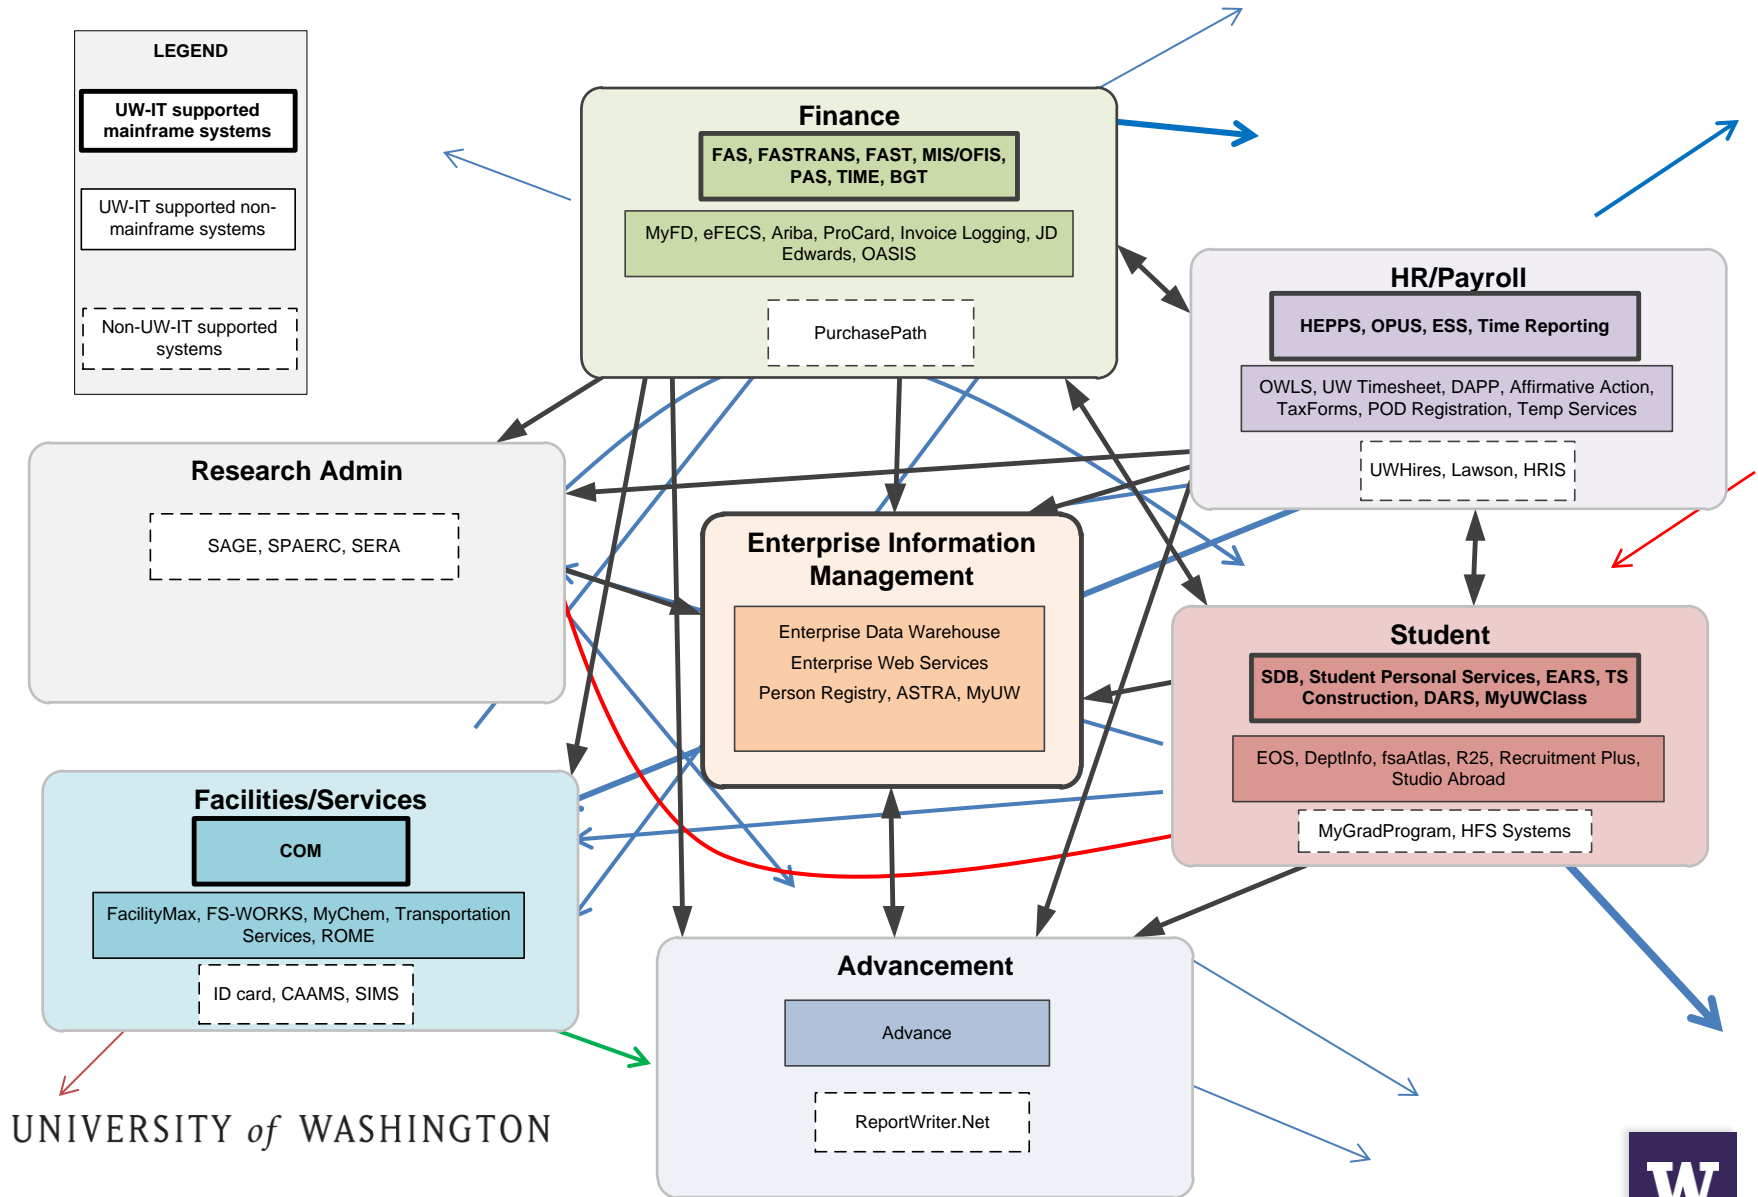 LEGEND
UW-IT supported
mainframe systems
UW-IT supported non-
mainframe systems
Non-UW-IT supported
systems
Finance
FAS, FASTRANS, FAST, MIS/OFIS,
PAS, TIME, BGT
MyFD, eFECS, Ariba, ProCard, Invoice Logging, JD
Edwards, OASIS
PurchasePath
HR/Payroll
HEPPS, OPUS, ESS, Time Reporting
OWLS, UW Timesheet, DAPP, Affirmative Action,
TaxForms, POD Registration, Temp Services
UWHires, Lawson, HRIS
Research Admin
SAGE, SPAERC, SERA
Enterprise Information
Management
Enterprise Data Warehouse
Enterprise Web Services
Person Registry, ASTRA, MyUW
Student
SDB, Student Personal Services, EARS, TS
Construction, DARS, MyUWClass
EOS, DeptInfo, fsaAtlas, R25, Recruitment Plus,
Studio Abroad
MyGradProgram, HFS Systems
Facilities/Services
COM
FacilityMax, FS-WORKS, MyChem, Transportation
Services, ROME
ID card, CAAMS, SIMS
Advancement
Advance
ReportWriter.Net
UNIVERSITY of WASHINGTON
W